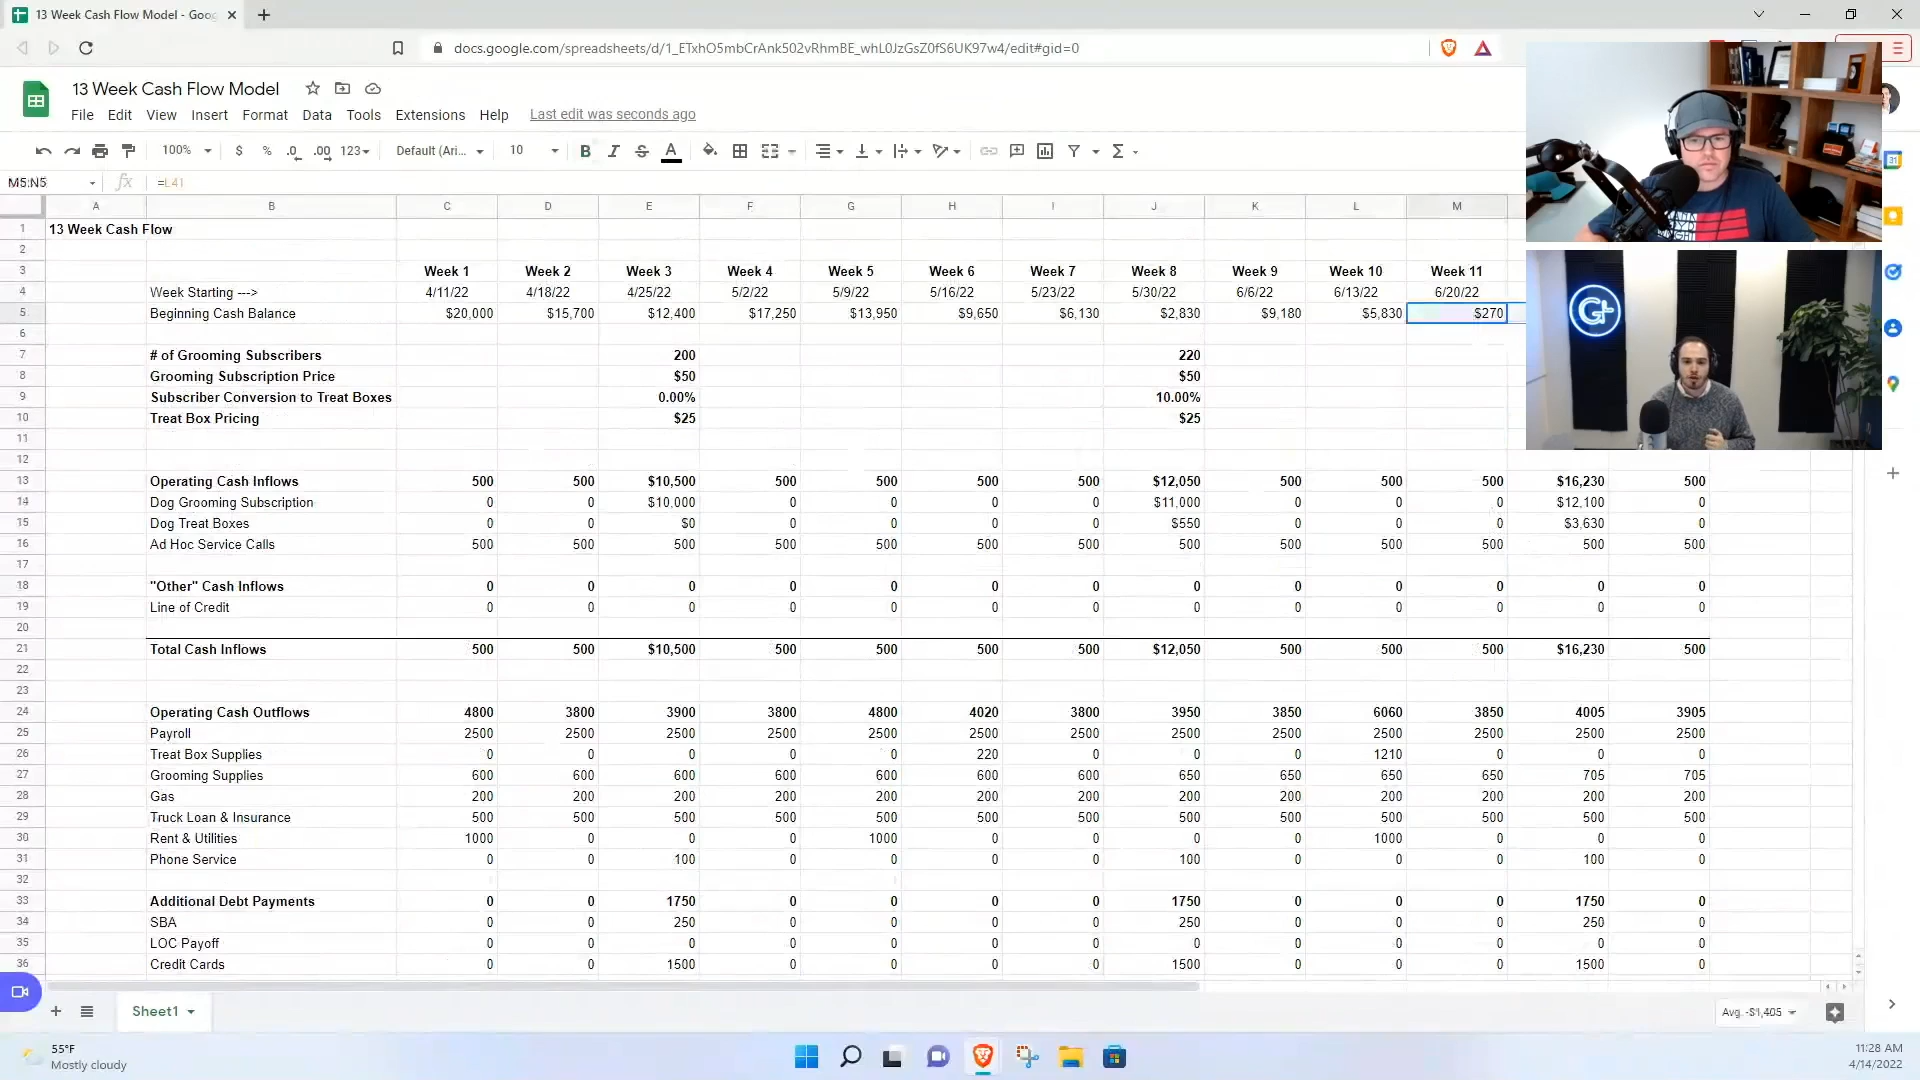 13 Week Cash Flow Model - Goo
docs.google.com/spreadsheets/d/1_ETxhO5mbCrAnk502vRhmBE_whL0JzGsZ0fS6UK97w4/edit#gid=0
13 Week Cash Flow Model
File Edit View Insert Format Data Tools Extensions Help Last edit was seconds ago
100% $ % .0 .00 123 Default (Ari... 10 B I S A
M5:N5 fx =L41
A B C D E F G H I J K L M
1 13 Week Cash Flow
2
3 Week 1 Week 2 Week 3 Week 4 Week 5 Week 6 Week 7 Week 8 Week 9 Week 10 Week 11
4 Week Starting ---> 4/11/22 4/18/22 4/25/22 5/2/22 5/9/22 5/16/22 5/23/22 5/30/22 6/6/22 6/13/22 6/20/22
5 Beginning Cash Balance $20,000 $15,700 $12,400 $17,250 $13,950 $9,650 $6,130 $2,830 $9,180 $5,830 $270
6
7 # of Grooming Subscribers 200 220
8 Grooming Subscription Price $50 $50
9 Subscriber Conversion to Treat Boxes 0.00% 10.00%
10 Treat Box Pricing $25 $25
11
12
13 Operating Cash Inflows 500 500 $10,500 500 500 500 500 $12,050 500 500 500 $16,230 500
14 Dog Grooming Subscription 0 0 $10,000 0 0 0 0 $11,000 0 0 0 $12,100 0
15 Dog Treat Boxes 0 0 $0 0 0 0 0 $550 0 0 0 $3,630 0
16 Ad Hoc Service Calls 500 500 500 500 500 500 500 500 500 500 500 500 500
17
18 "Other" Cash Inflows 0 0 0 0 0 0 0 0 0 0 0 0 0
19 Line of Credit 0 0 0 0 0 0 0 0 0 0 0 0 0
20
21 Total Cash Inflows 500 500 $10,500 500 500 500 500 $12,050 500 500 500 $16,230 500
22
23
24 Operating Cash Outflows 4800 3800 3900 3800 4800 4020 3800 3950 3850 6060 3850 4005 3905
25 Payroll 2500 2500 2500 2500 2500 2500 2500 2500 2500 2500 2500 2500 2500
26 Treat Box Supplies 0 0 0 0 0 220 0 0 0 1210 0 0 0
27 Grooming Supplies 600 600 600 600 600 600 600 650 650 650 650 705 705
28 Gas 200 200 200 200 200 200 200 200 200 200 200 200 200
29 Truck Loan & Insurance 500 500 500 500 500 500 500 500 500 500 500 500 500
30 Rent & Utilities 1000 0 0 0 1000 0 0 0 0 1000 0 0 0
31 Phone Service 0 0 100 0 0 0 0 100 0 0 0 100 0
32
33 Additional Debt Payments 0 0 1750 0 0 0 0 1750 0 0 0 1750 0
34 SBA 0 0 250 0 0 0 0 250 0 0 0 250 0
35 LOC Payoff 0 0 0 0 0 0 0 0 0 0 0 0 0
36 Credit Cards 0 0 1500 0 0 0 0 1500 0 0 0 1500 0
Sheet1 Avg. -$1,405
55°F
Mostly cloudy
11:28 AM
4/14/2022